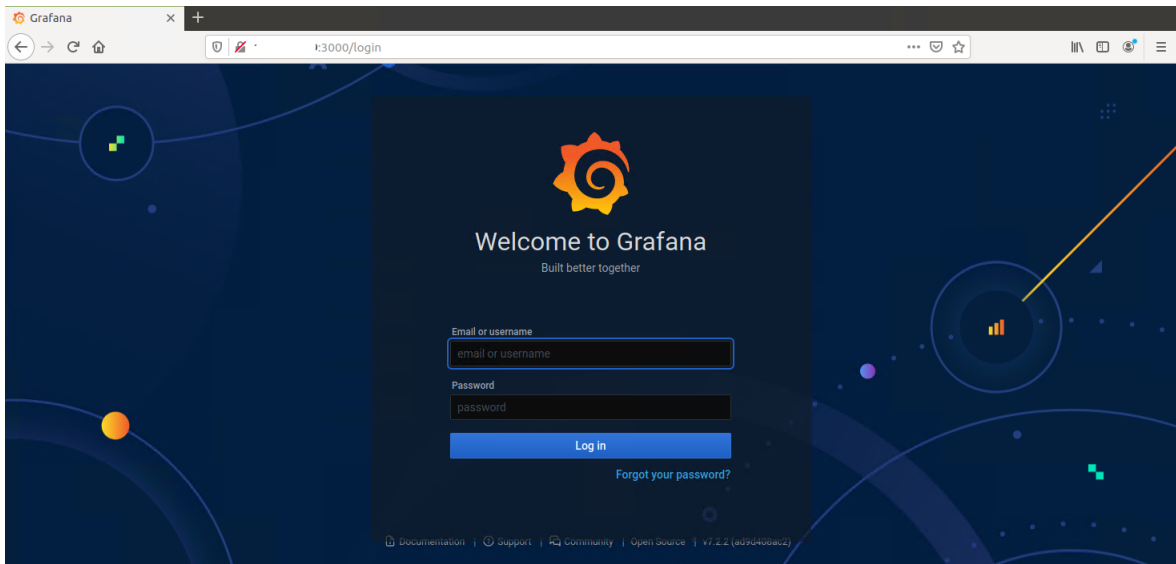 Grafana
:3000/login
Welcome to Grafana
Built better together
Email or username
email or username
Password
password
Log in
Forgot your password?
Documentation | Support | Community | Open Source | v7.2.2 (ad9d408ac2)